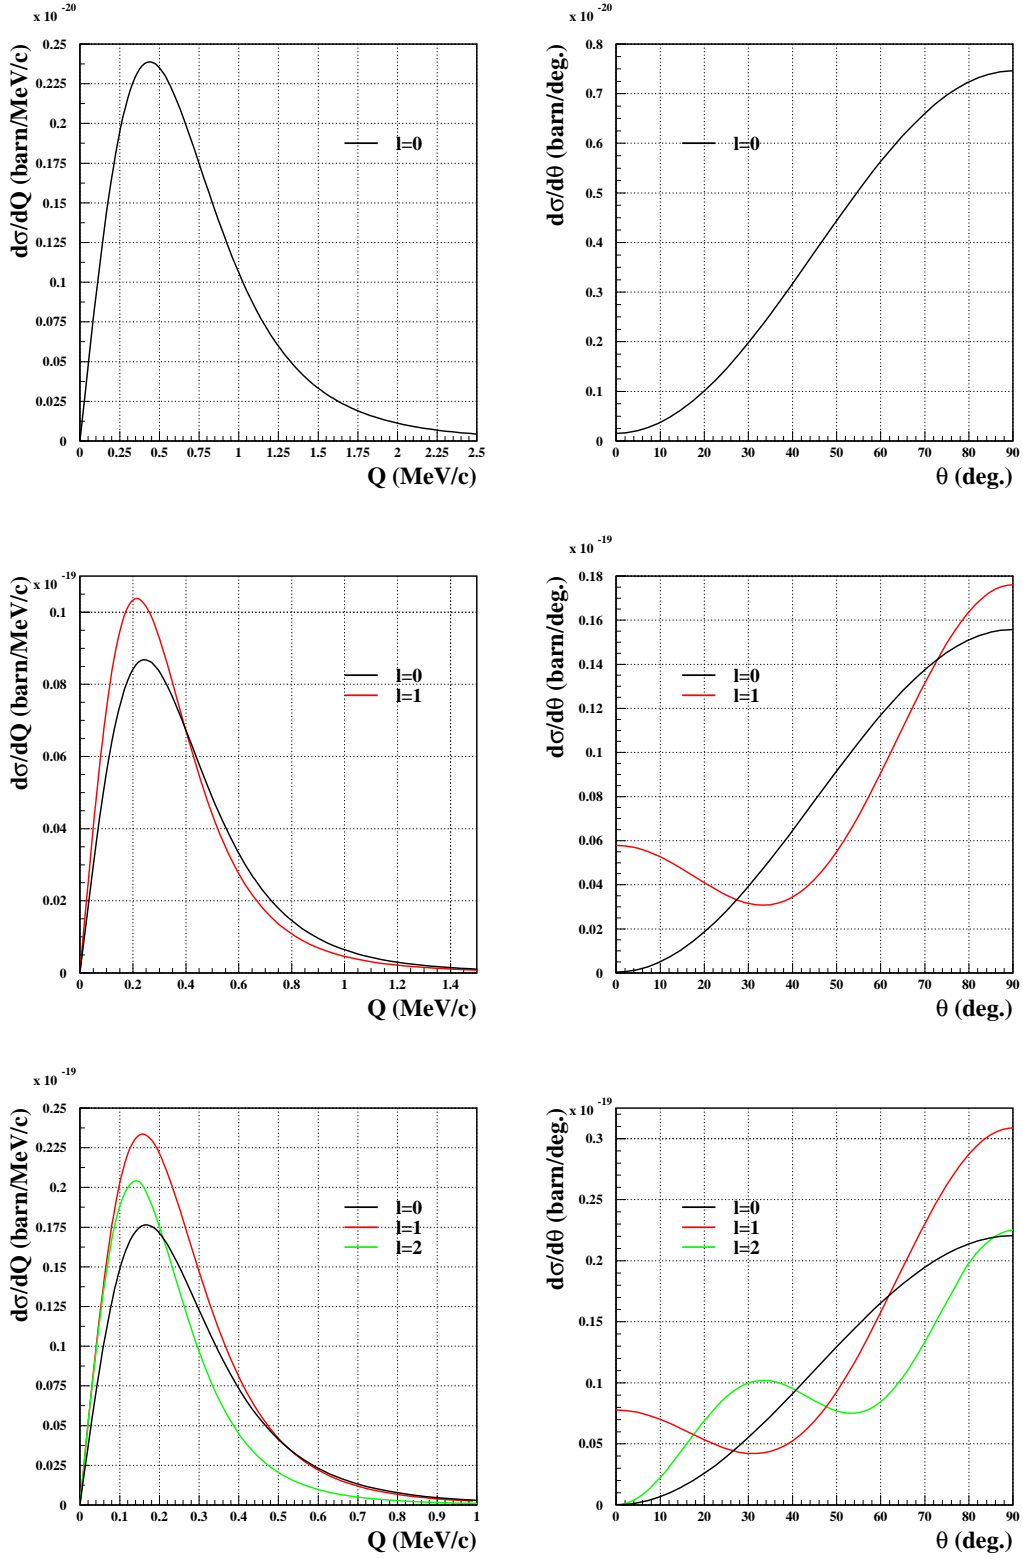 x 10 -20
dσ/dQ (barn/MeV/c)
0.25
0.225
0.2
0.175
0.15
0.125
0.1
0.075
0.05
0.025
0
l=0
0 0.25 0.5 0.75 1 1.25 1.5 1.75 2 2.25 2.5
Q (MeV/c)
x 10 -20
dσ/dθ (barn/deg.)
0.8
0.7
0.6
0.5
0.4
0.3
0.2
0.1
0
l=0
0 10 20 30 40 50 60 70 80 90
θ (deg.)
x 10 -19
dσ/dQ (barn/MeV/c)
0.1
0.08
0.06
0.04
0.02
0
l=0
l=1
0 0.2 0.4 0.6 0.8 1 1.2 1.4
Q (MeV/c)
x 10 -19
dσ/dθ (barn/deg.)
0.18
0.16
0.14
0.12
0.1
0.08
0.06
0.04
0.02
0
l=0
l=1
0 10 20 30 40 50 60 70 80 90
θ (deg.)
x 10 -19
dσ/dQ (barn/MeV/c)
0.25
0.225
0.2
0.175
0.15
0.125
0.1
0.075
0.05
0.025
0
l=0
l=1
l=2
0 0.1 0.2 0.3 0.4 0.5 0.6 0.7 0.8 0.9 1
Q (MeV/c)
x 10 -19
dσ/dθ (barn/deg.)
0.3
0.25
0.2
0.15
0.1
0.05
0
l=0
l=1
l=2
0 10 20 30 40 50 60 70 80 90
θ (deg.)